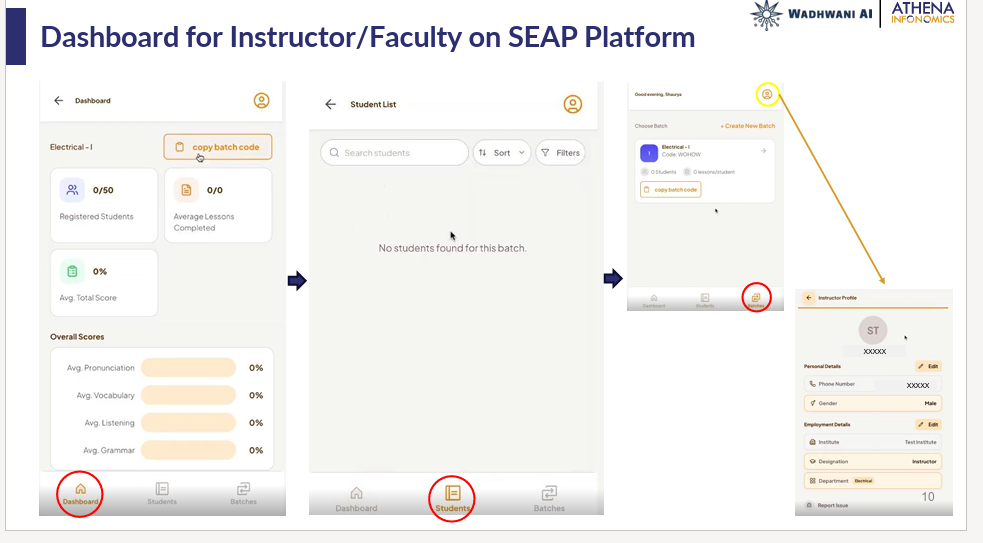 WADHWANI AI
ATHENA
INFONOMICS
Dashboard for Instructor/Faculty on SEAP Platform
Dashboard
Electrical - I
copy batch code
0/50
Registered Students
0/0
Average Lessons
Completed
0%
Avg. Total Score
Overall Scores
Avg. Pronunciation 0%
Avg. Vocabulary 0%
Avg. Listening 0%
Avg. Grammar 0%
Dashboard Students Batches
Student List
Search students
Sort
Filters
No students found for this batch.
Dashboard Students Batches
Good evening, Shaurya
Choose Batch
+ Create New Batch
1
Electrical - I
Code: WOHOW
0 Students 0 lessons/student
copy batch code
Dashboard Students Batches
Instructor Profile
ST
XXXXX
Personal Details Edit
Phone Number XXXXX
Gender Male
Employment Details Edit
Institute Test Institute
Designation Instructor
Department Electrical
10
Report Issue